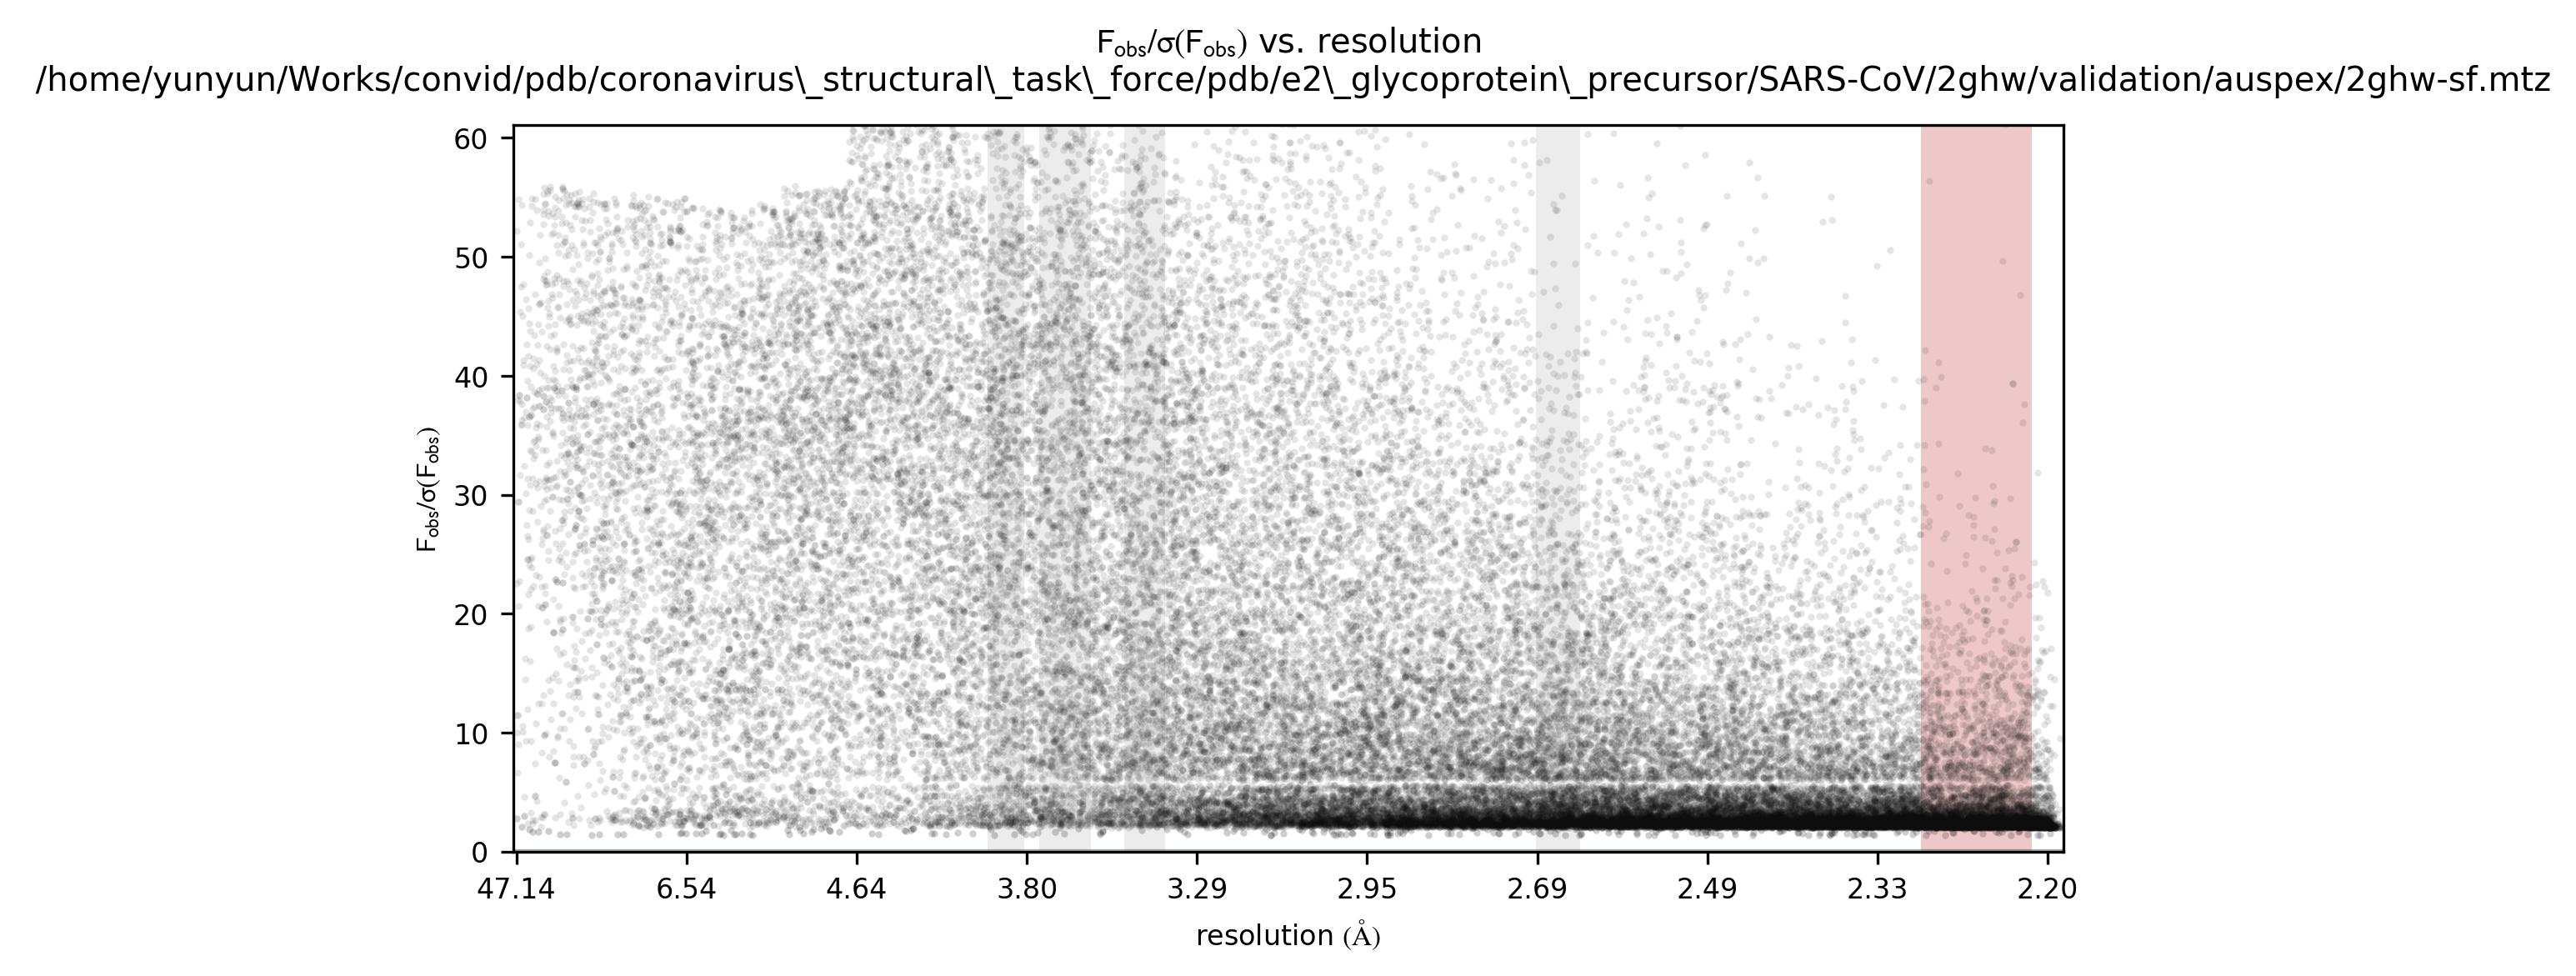 Fobs/σ(Fobs) vs. resolution
/home/yunyun/Works/convid/pdb/coronavirus\_structural\_task\_force/pdb/e2\_glycoprotein\_precursor/SARS-CoV/2ghw/validation/auspex/2ghw-sf.mtz
60
50
40
30
20
10
0
Fobs/σ(Fobs)
47.14 6.54 4.64 3.80 3.29 2.95 2.69 2.49 2.33 2.20
resolution (Å)